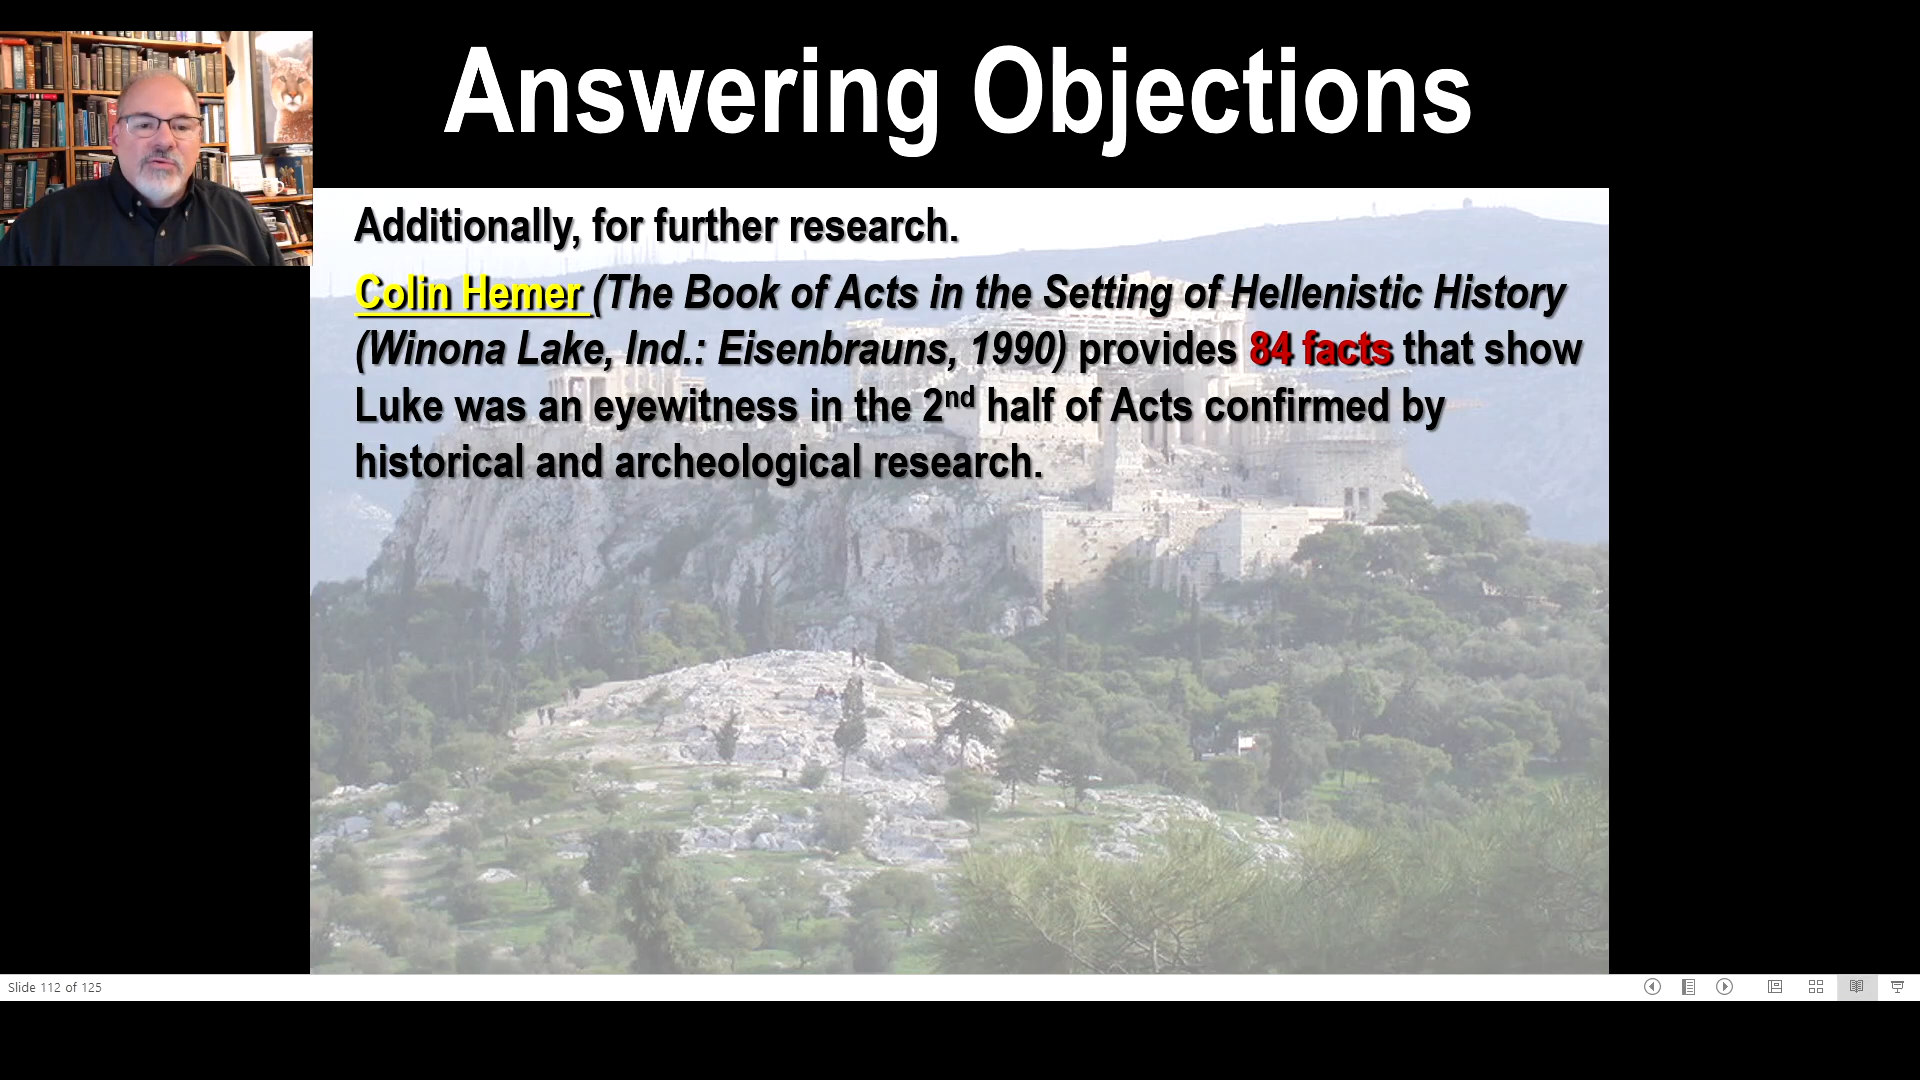 Answering Objections
Additionally, for further research.
Colin Hemer (The Book of Acts in the Setting of Hellenistic History
(Winona Lake, Ind.: Eisenbrauns, 1990) provides 84 facts that show
Luke was an eyewitness in the 2nd half of Acts confirmed by
historical and archeological research.
Slide 112 of 125